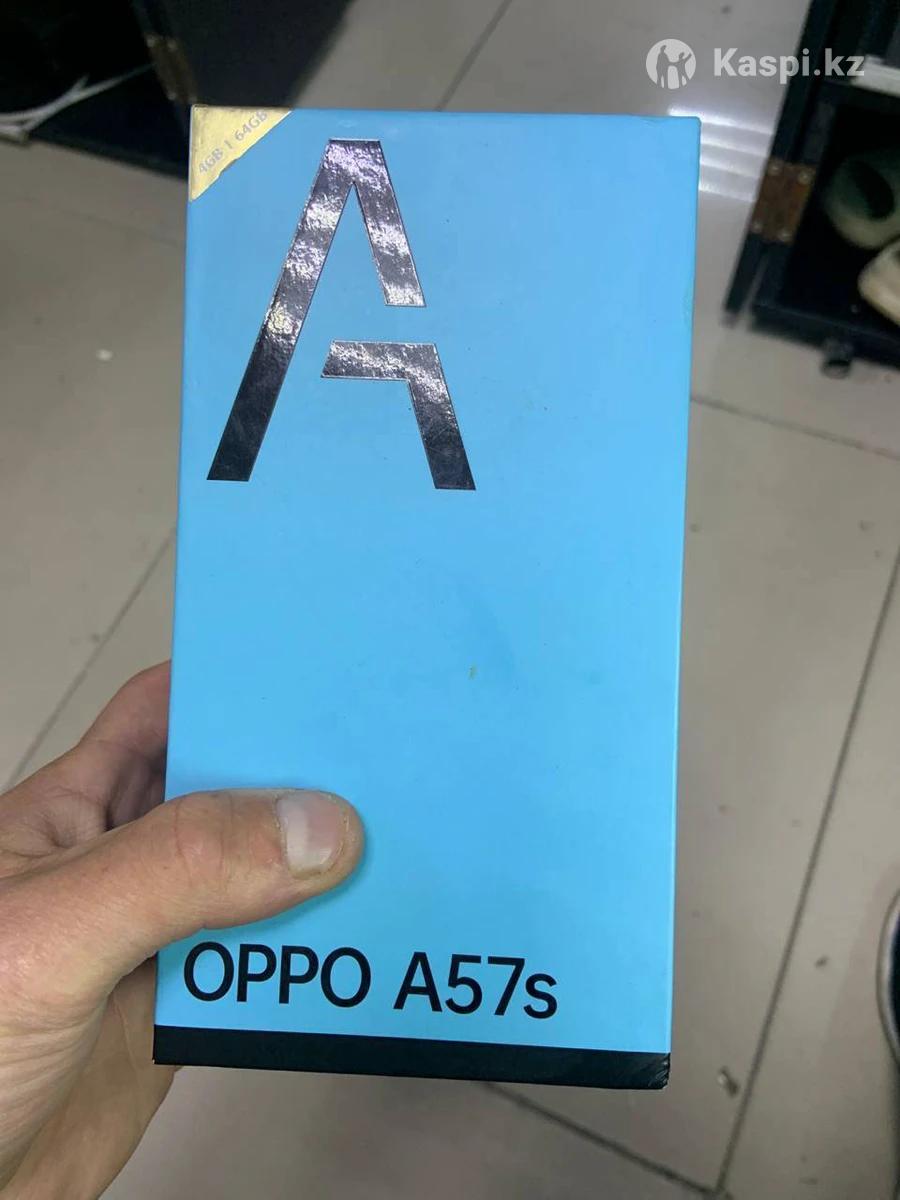 Kaspi.kz
4GB | 64GB
A
OPPO A57s